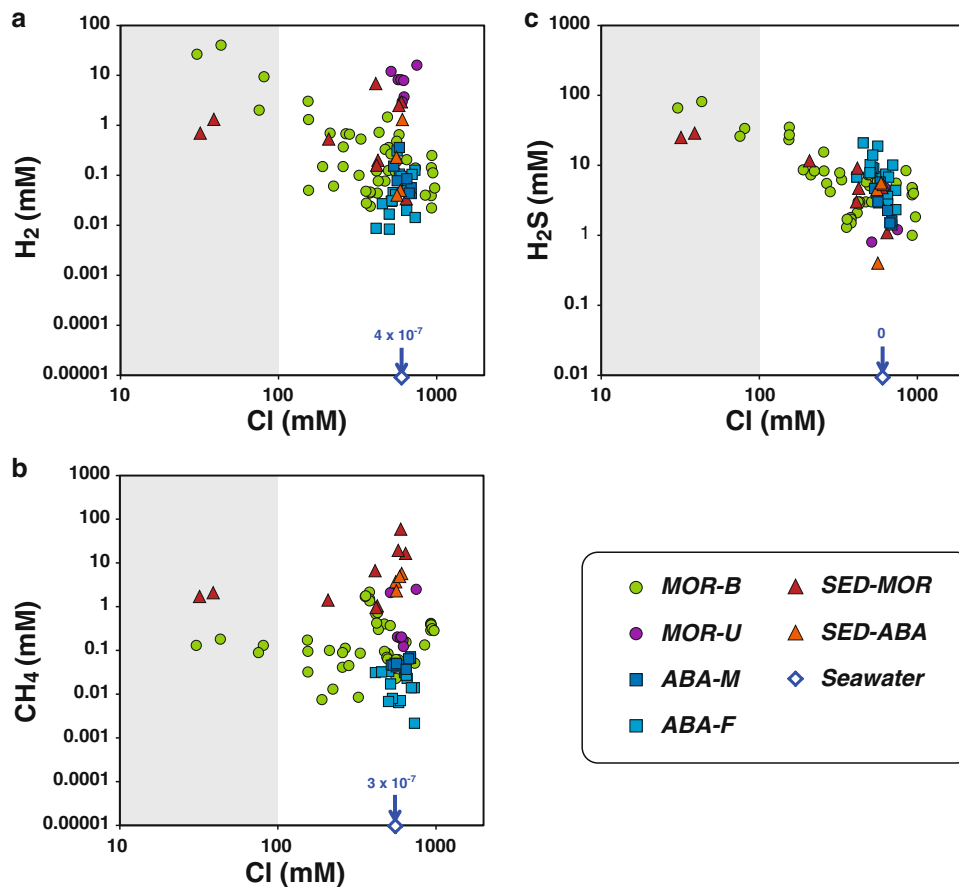 a
100
10
1
0.1
0.01
0.001
0.0001
0.00001
H2 (mM)
4 x 10-7
10 100 1000
Cl (mM)
c
1000
100
10
1
0.1
0.01
H2S (mM)
0
10 100 1000
Cl (mM)
b
1000
100
10
1
0.1
0.01
0.001
0.0001
0.00001
CH4 (mM)
3 x 10-7
10 100 1000
Cl (mM)
MOR-B SED-MOR
MOR-U SED-ABA
ABA-M Seawater
ABA-F